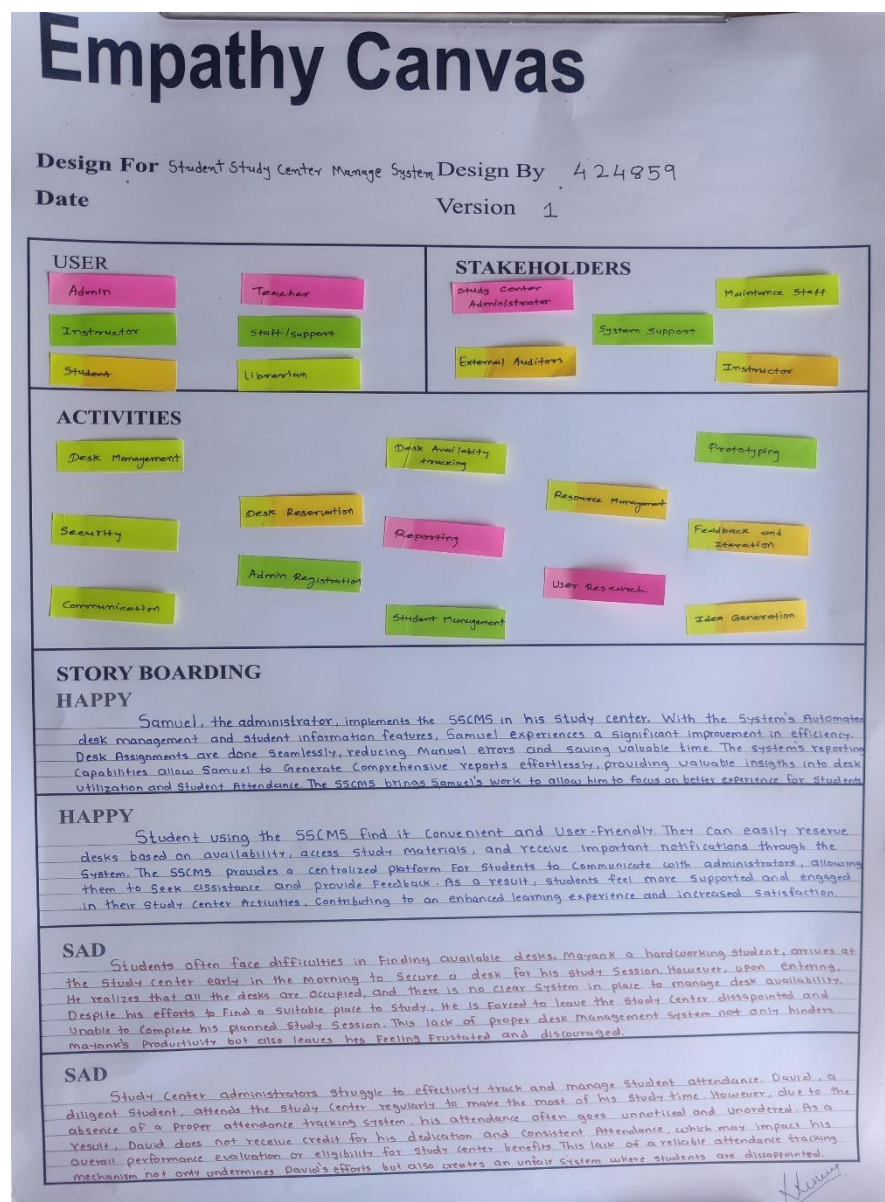 Empathy Canvas
Design For Student Study Center Manage System Design By 424859
Date Version 1
USER
Admin
Teacher
Instructor
Staff/support
Student
Librarian
STAKEHOLDERS
Study Center
Administrator
Maintance Staff
System Support
External Auditors
Instructor
ACTIVITIES
Desk Management
Desk Availabity
tracking
Prototyping
Desk Reservation
Resource Management
Security
Reporting
Feedback and
Iteration
Admin Registration
User Research
Communication
Student Management
Idea Generation
STORY BOARDING
HAPPY
Samuel, the administrator, implements the SSCMS in his Study center. With the System's Automated
desk management and student information features, Samuel experiences a significant improvement in efficiency.
Desk Assignments are done Seamlessly, reducing Manual errors and saving valuable time. The system's reporting
Capabilities allow Samuel to Generate Comprehensive reports effortlessly, providing valuable insigths into desk
utilization and Student Attendance. The SScms brings Samuel's work to allow him to focus on better experience for Students
HAPPY
Student using the SSCMS find it Convenient and User-Friendly. They can easily reserve
desks based on availability, access Study Materials, and receive important notifications through the
System. The SSCMS provides a centralized platform For Students to Communicate with administrators, allowing
them to Seek assistance and provide Feedback. As a result, students feel more Supported and engaged
in their Study center Activities, Contributing to an enhanced learning experience and increased Satisfaction.
SAD
Students often face difficulties in Finding available desks. Mayank a hardworking student, arrives at
the Study center early in the Morning to Secure a desk for his study Session. However, upon entering,
He realizes that all the desks are occupied, and there is no clear System in place to manage desk availability.
Despite his efforts to Find a Suitable place to Study, He is Forced to leave the Study Center dissapointed and
Unable to Complete his planned Study Session. This lack of proper desk Management System not only hinders
mayank's Productivity but also leaves hes Feeling Frustated and discouraged.
SAD
Study Center administrators Struggle to effectively track and manage Student attendance. David, a
diligent Student, attends the Study Center regularly to make the most of his Study time. However, due to the
absence of a Proper attendance tracking System, his attendance often goes unnoticed and unordered. As a
result, David does not receive credit for his dedication and Consistent Attendance, which may impact his
overall performance evaluation or eligibility for Study center benefits. This lack of a reliable attendance tracking
mechanism not only undermines David's efforts but also creates an unfair System where students are dissoppointed.